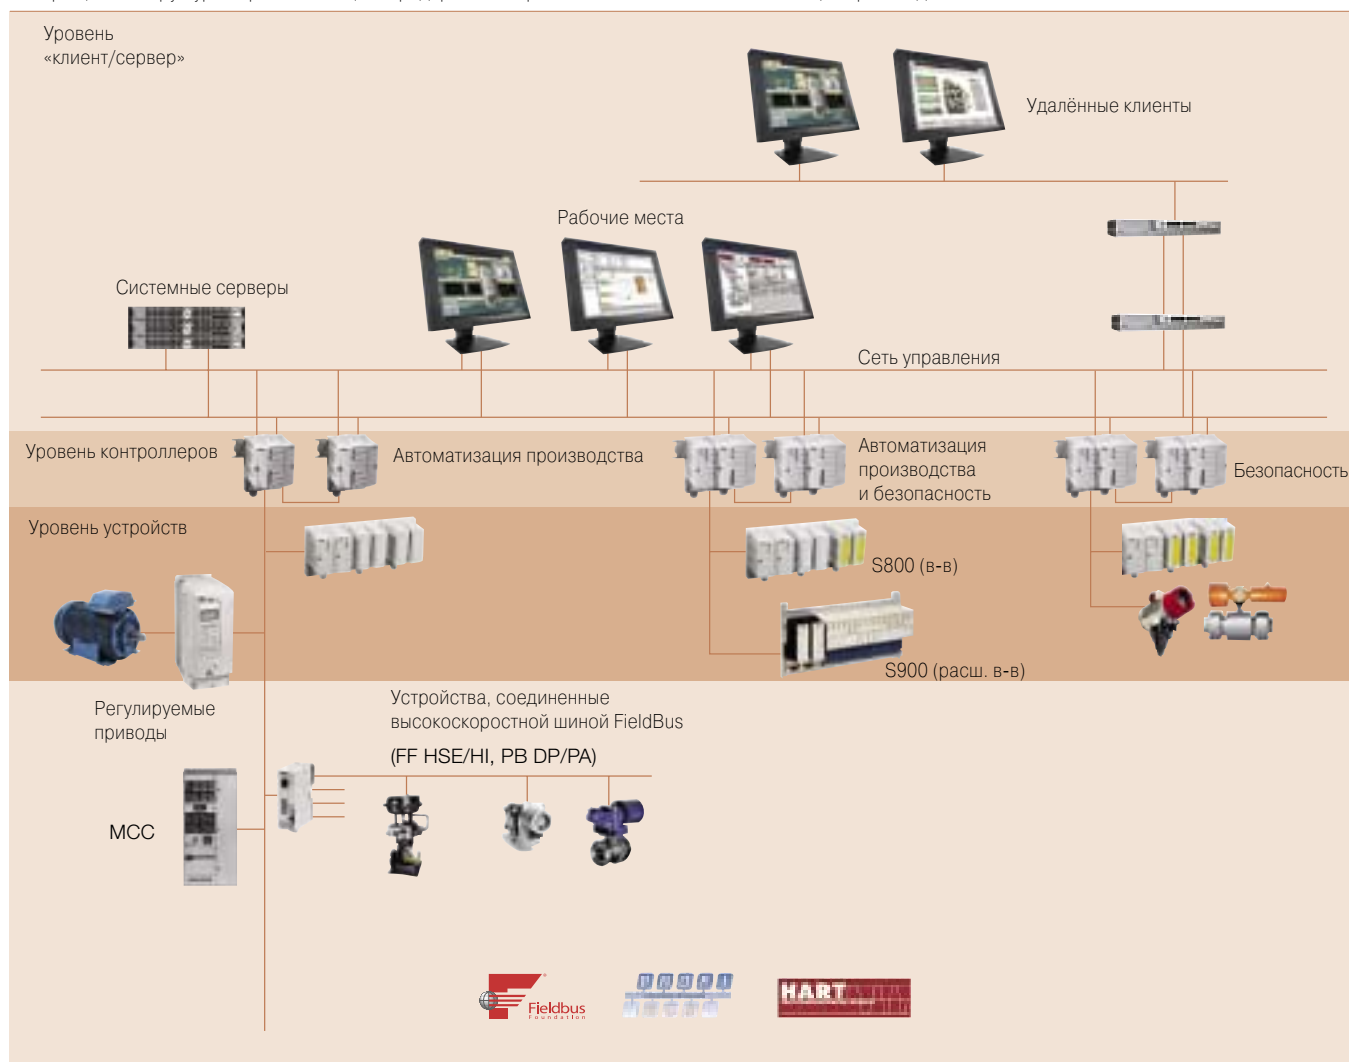 Уровень
«клиент/сервер»
Удалённые клиенты
Рабочие места
Системные серверы
Сеть управления
Уровень контроллеров
Автоматизация производства
Автоматизация
производства
и безопасность
Безопасность
Уровень устройств
S800 (в-в)
S900 (расш. в-в)
Регулируемые
приводы
Устройства, соединенные
высокоскоростной шиной FieldBus
(FF HSE/HI, PB DP/PA)
MCC
Fieldbus
Foundation
HART